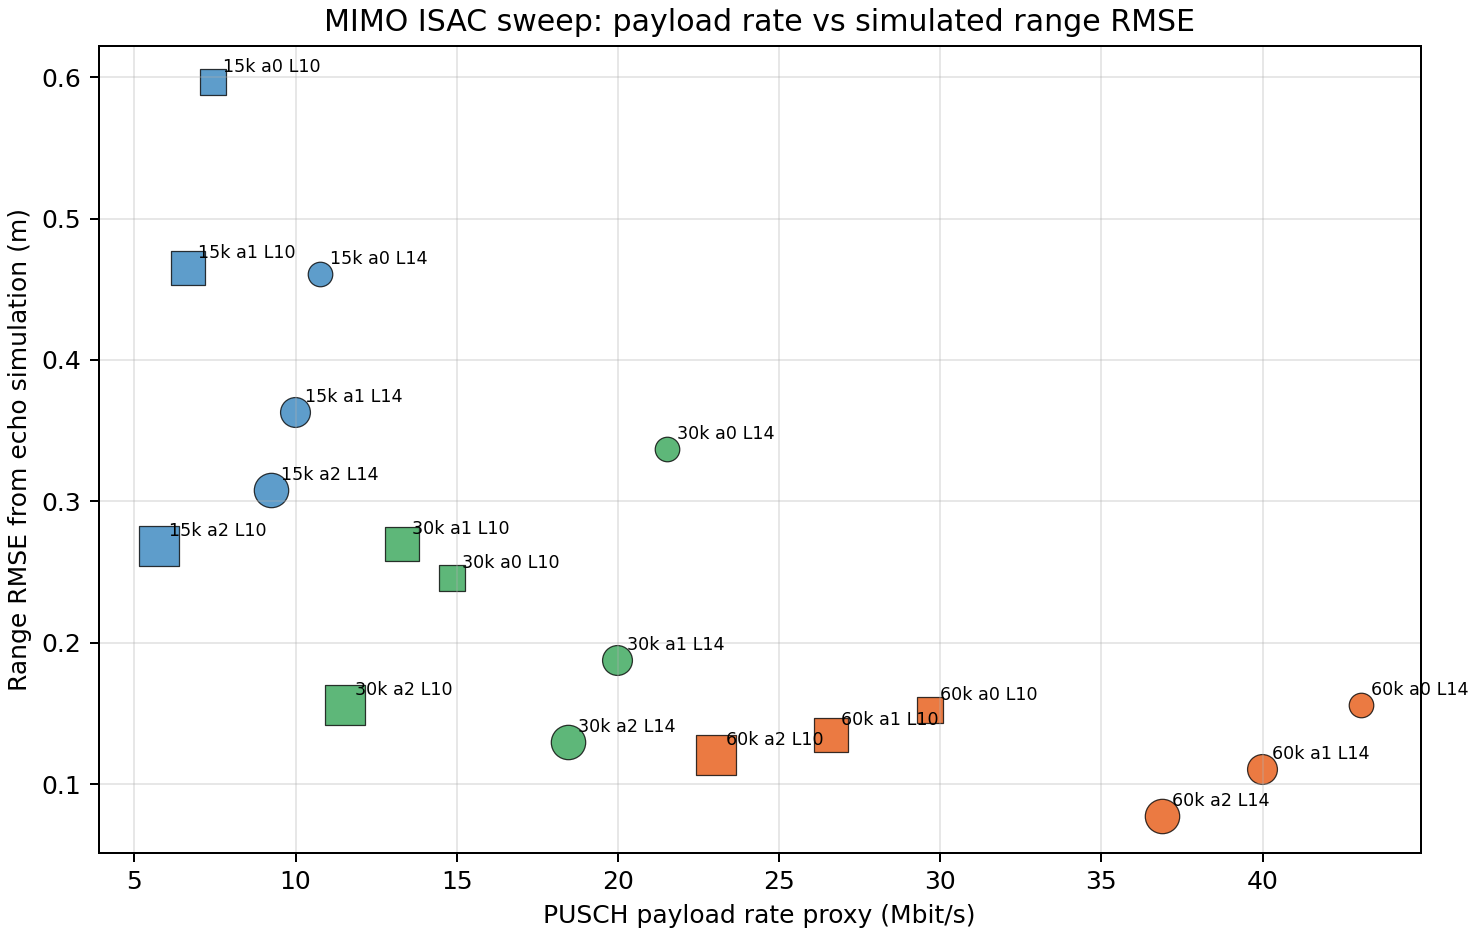 MIMO ISAC sweep: payload rate vs simulated range RMSE
Range RMSE from echo simulation (m)
0.6
0.5
0.4
0.3
0.2
0.1
15k a0 L10
15k a1 L10
15k a0 L14
15k a1 L14
30k a0 L14
15k a2 L14
15k a2 L10
30k a1 L10
30k a0 L10
30k a1 L14
30k a2 L10
60k a0 L10
60k a0 L14
60k a1 L10
30k a2 L14
60k a2 L10
60k a1 L14
60k a2 L14
5
10
15
20
25
30
35
40
PUSCH payload rate proxy (Mbit/s)